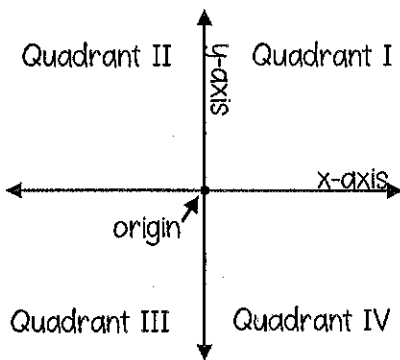 Quadrant II
Quadrant I
y-axis
x-axis
origin
Quadrant III
Quadrant IV